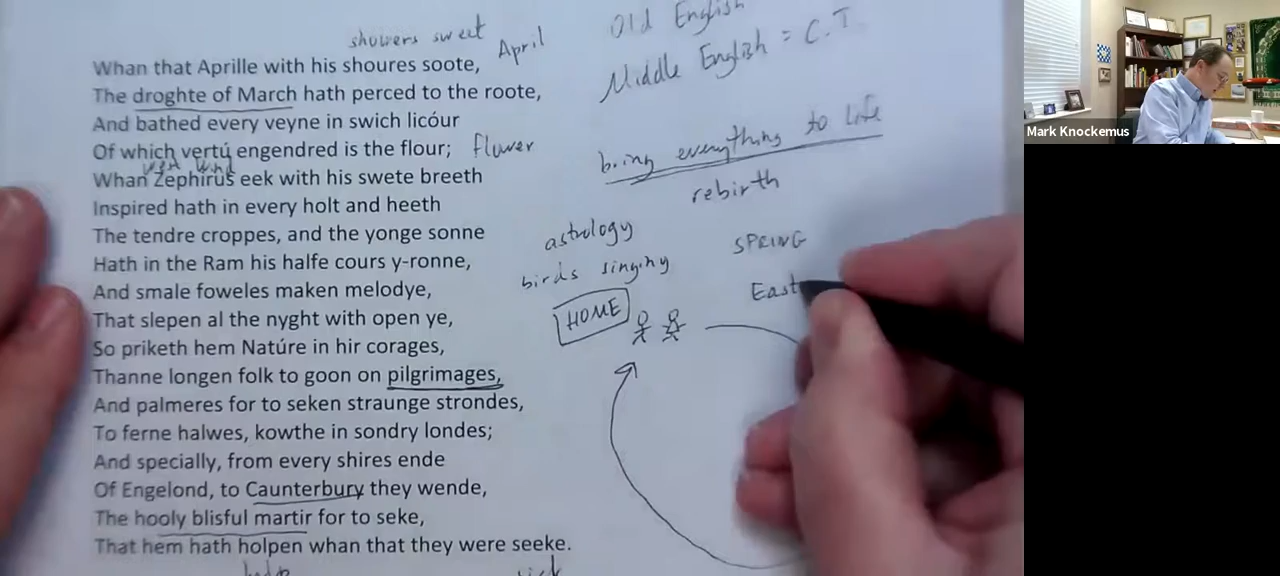 showers sweet
April
Old English
Middle English = C.T.
Whan that Aprille with his shoures soote,
The droghte of March hath perced to the roote,
And bathed every veyne in swich licóur
Of which vertú engendred is the flour; flower
west wind
Whan Zephirus eek with his swete breeth
Inspired hath in every holt and heeth
The tendre croppes, and the yonge sonne
Hath in the Ram his halfe cours y-ronne,
And smale foweles maken melodye,
That slepen al the nyght with open ye,
So priketh hem Natúre in hir corages,
Thanne longen folk to goon on pilgrimages,
And palmeres for to seken straunge strondes,
To ferne halwes, kowthe in sondry londes;
And specially, from every shires ende
Of Engelond, to Caunterbury they wende,
The hooly blisful martir for to seke,
That hem hath holpen whan that they were seeke.
sick
bring everything to life
rebirth
astrology
birds singing
SPRING
East
HOME
Mark Knockemus